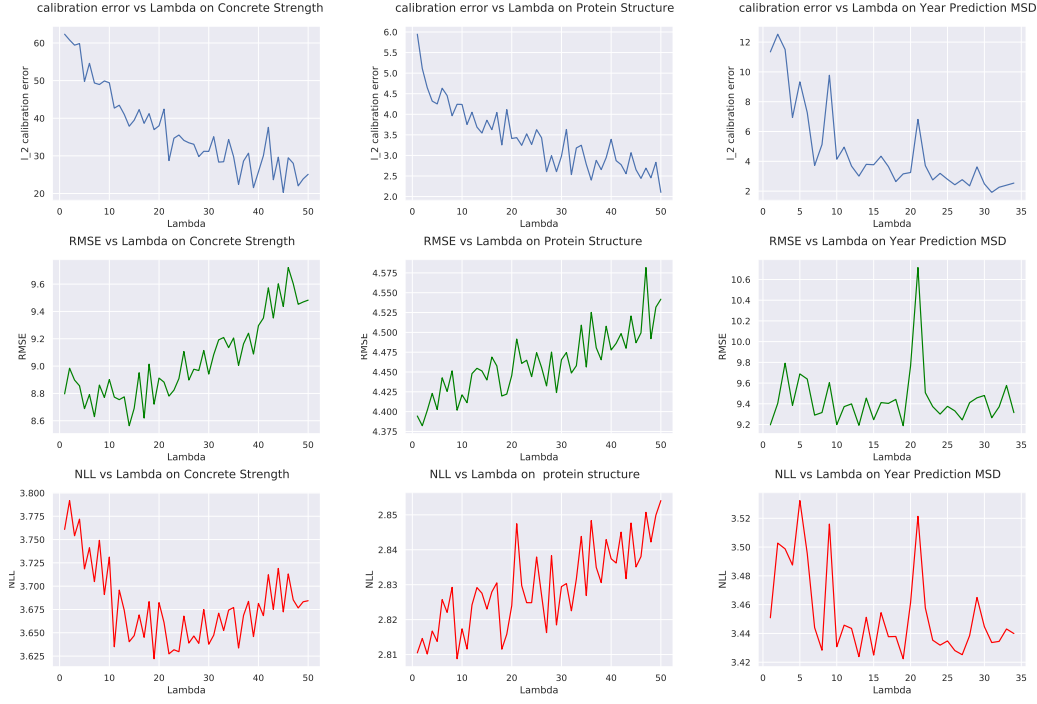 calibration error vs Lambda on Concrete Strength
calibration error vs Lambda on Protein Structure
calibration error vs Lambda on Year Prediction MSD
l_2 calibration error
60
50
40
30
20
0 10 20 30 40 50
Lambda
l_2 calibration error
6.0
5.5
5.0
4.5
4.0
3.5
3.0
2.5
2.0
0 10 20 30 40 50
Lambda
l_2 calibration error
12
10
8
6
4
2
0 5 10 15 20 25 30 35
Lambda
RMSE vs Lambda on Concrete Strength
RMSE vs Lambda on Protein Structure
RMSE vs Lambda on Year Prediction MSD
RMSE
9.6
9.4
9.2
9.0
8.8
8.6
0 10 20 30 40 50
Lambda
RMSE
4.575
4.550
4.525
4.500
4.475
4.450
4.425
4.400
4.375
0 10 20 30 40 50
Lambda
RMSE
10.6
10.4
10.2
10.0
9.8
9.6
9.4
9.2
0 5 10 15 20 25 30 35
Lambda
NLL vs Lambda on Concrete Strength
NLL vs Lambda on  protein structure
NLL vs Lambda on Year Prediction MSD
NLL
3.800
3.775
3.750
3.725
3.700
3.675
3.650
3.625
0 10 20 30 40 50
Lambda
NLL
2.85
2.84
2.83
2.82
2.81
0 10 20 30 40 50
Lambda
NLL
3.52
3.50
3.48
3.46
3.44
3.42
0 5 10 15 20 25 30 35
Lambda